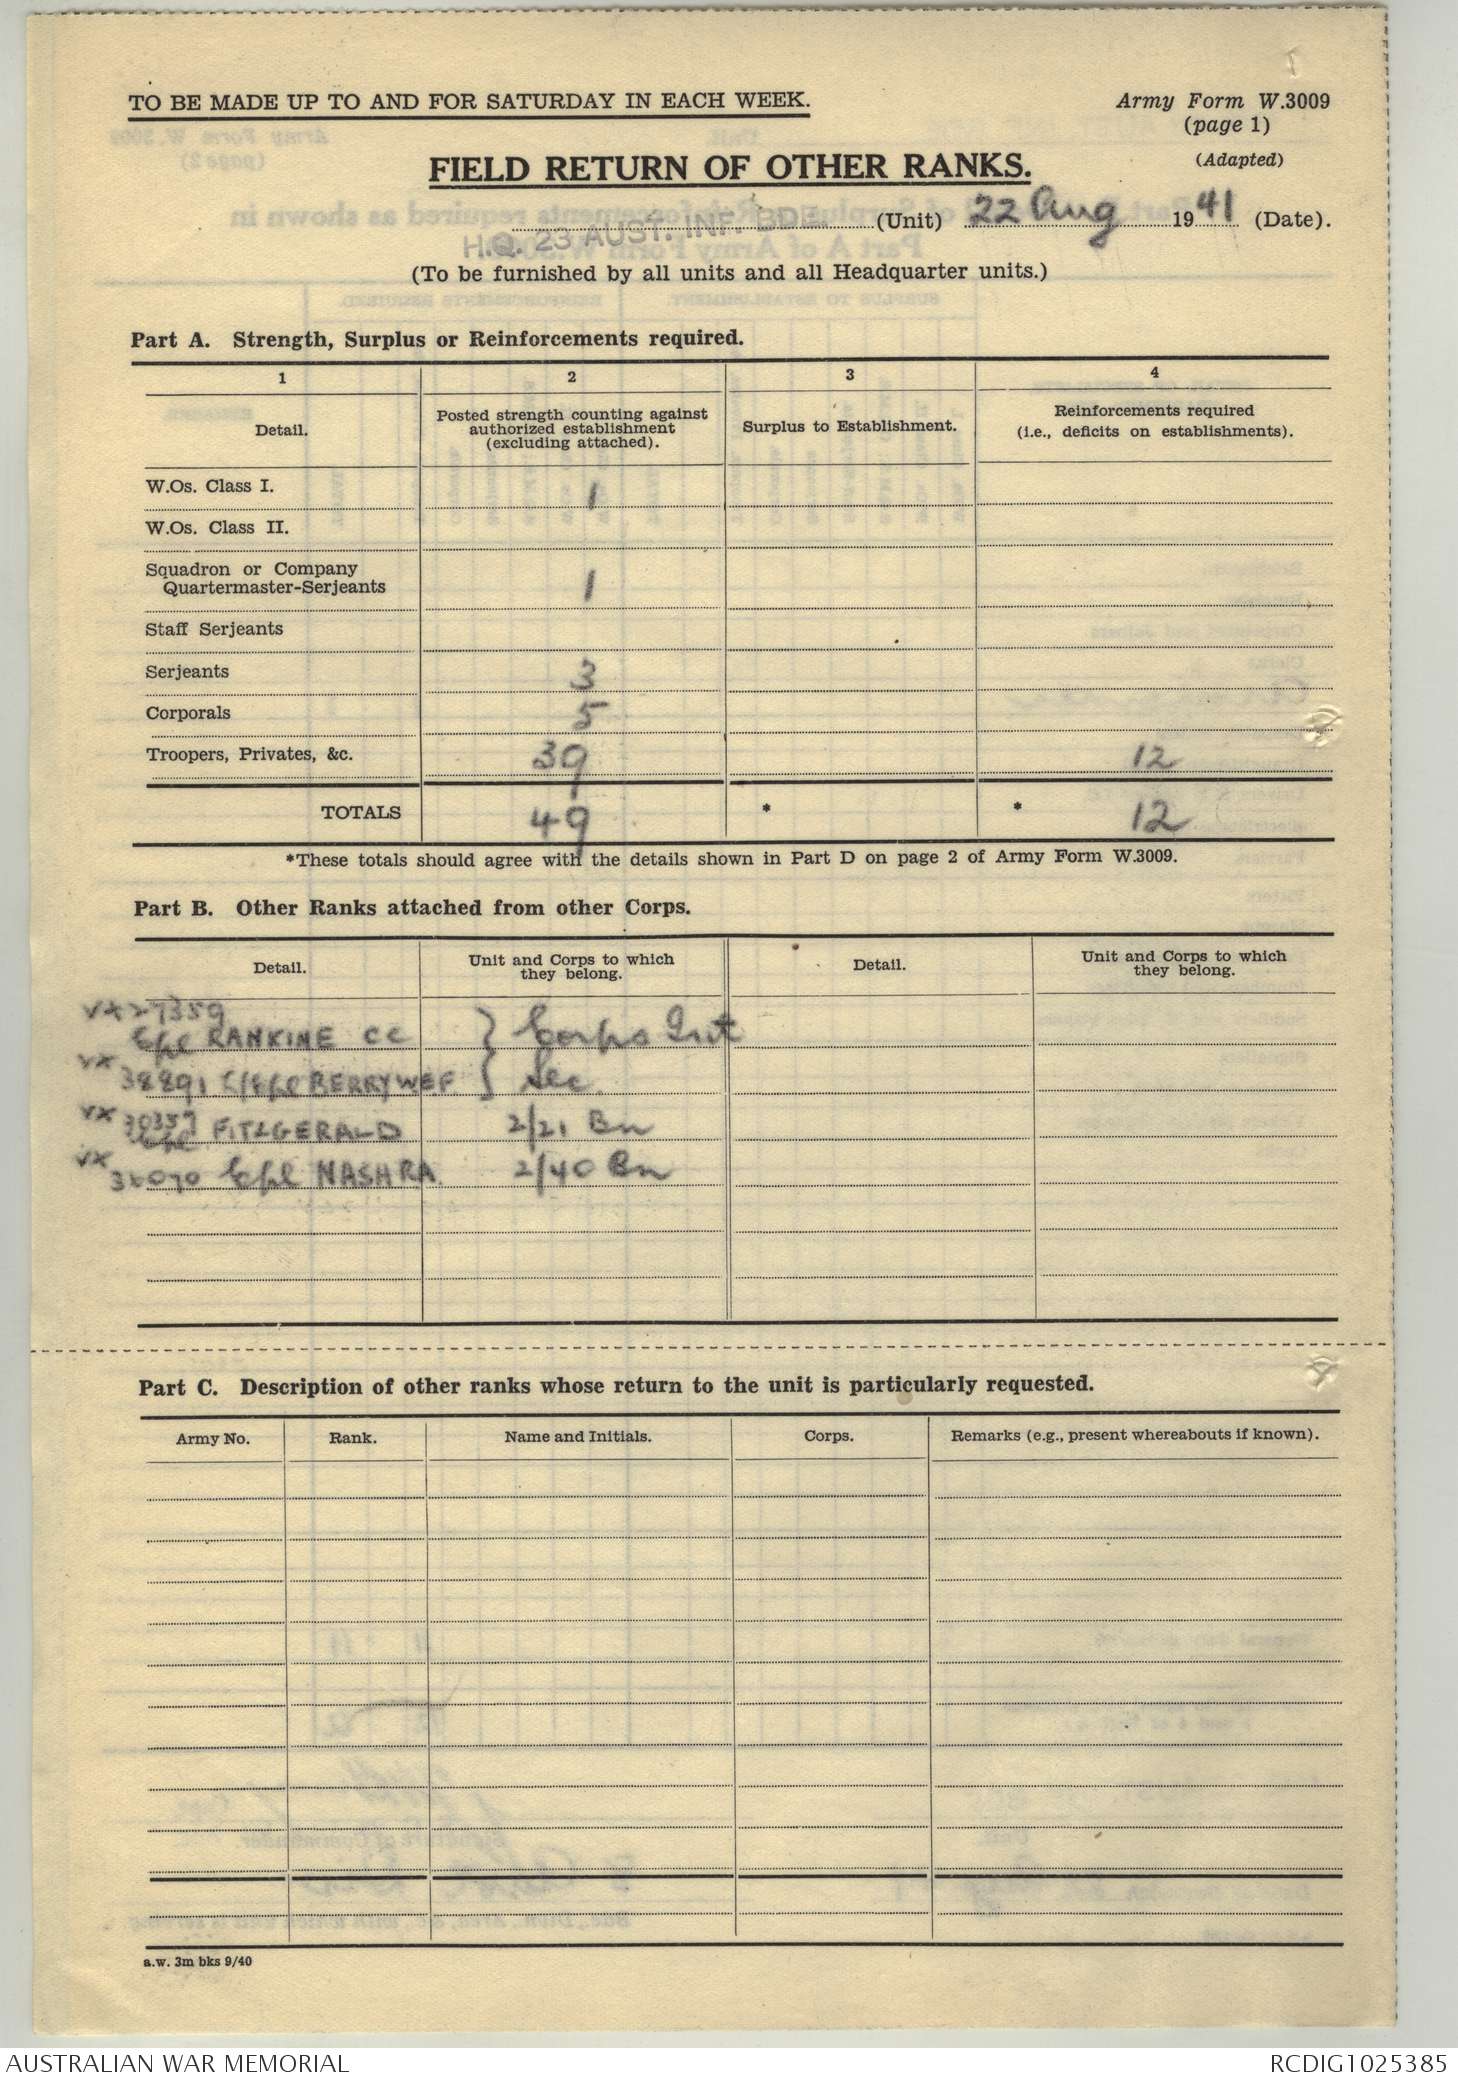 TO BE MADE UP TO AND FOR SATURDAY IN EACH WEEK.
Army Form W.3009
(page 1)
(Adapted)
FIELD RETURN OF OTHER RANKS.
H.Q. 23 AUST. INF. BDE. (Unit) 22 Aug 1941 (Date).
(To be furnished by all units and all Headquarter units.)
Part A. Strength, Surplus or Reinforcements required.
1 2 3 4
Detail.
Posted strength counting against authorized establishment (excluding attached).
Surplus to Establishment.
Reinforcements required (i.e., deficits on establishments).
W.Os. Class I. 1
W.Os. Class II.
Squadron or Company
Quartermaster-Serjeants 1
Staff Serjeants
Serjeants 3
Corporals 5
Troopers, Privates, &c. 39 12
TOTALS 49 * * 12
*These totals should agree with the details shown in Part D on page 2 of Army Form W.3009.
Part B. Other Ranks attached from other Corps.
Detail.
Unit and Corps to which they belong.
Detail.
Unit and Corps to which they belong.
VX27359
Cpl RANKINE CC } Corps Int
VX
38891 L/Cpl BERRY WEF } Sec.
VX
Cpl FITZGERALD 2/21 Bn
VX
Cpl NASH RA 2/40 Bn
Part C. Description of other ranks whose return to the unit is particularly requested.
Army No. Rank. Name and Initials. Corps. Remarks (e.g., present whereabouts if known).
a.w. 3m bks 9/40
AUSTRALIAN WAR MEMORIAL
RCDIG1025385